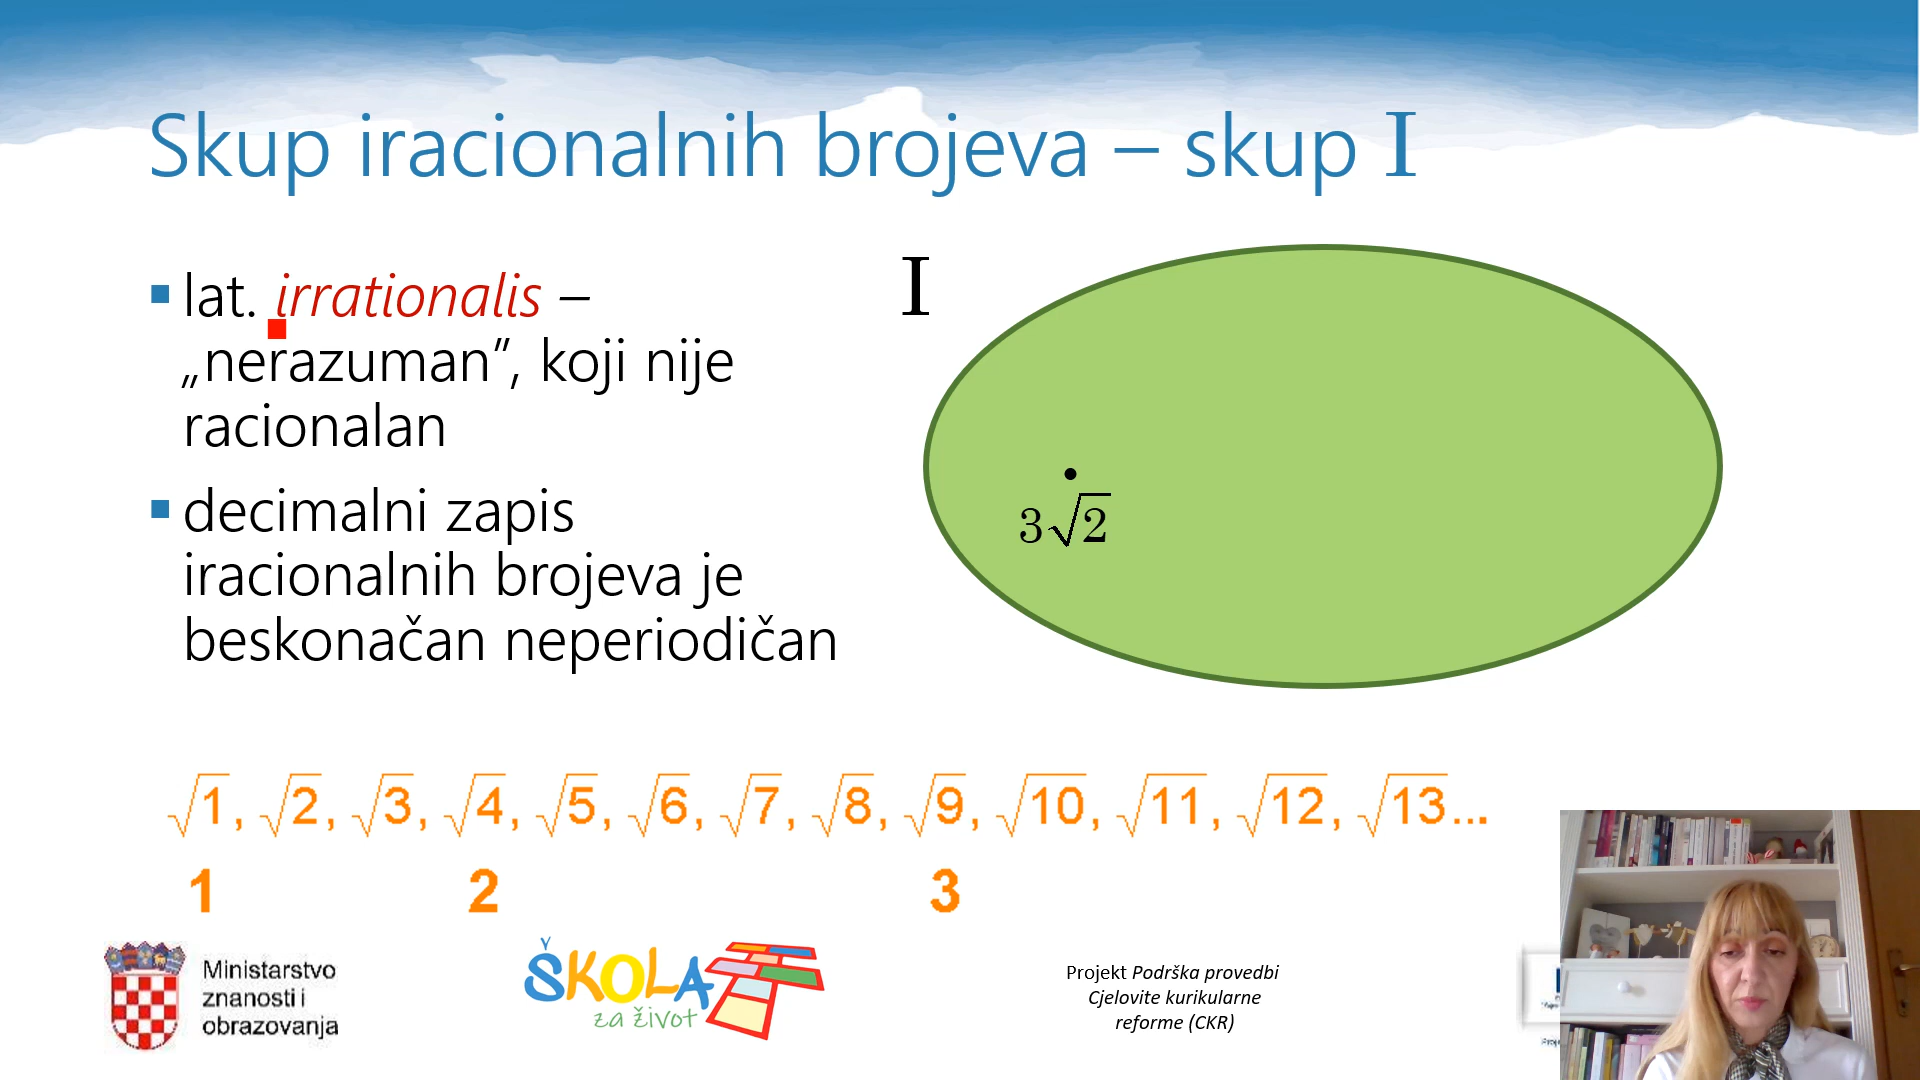 Skup iracionalnih brojeva – skup I
lat. irrationalis –
„nerazuman”, koji nije
racionalan
decimalni zapis
iracionalnih brojeva je
beskonačan neperiodičan
I
3√2
√1, √2, √3, √4, √5, √6, √7, √8, √9, √10, √11, √12, √13...
1 2 3
Ministarstvo
znanosti i
obrazovanja
ŠKOLA
za život
Projekt Podrška provedbi
Cjelovite kurikularne
reforme (CKR)